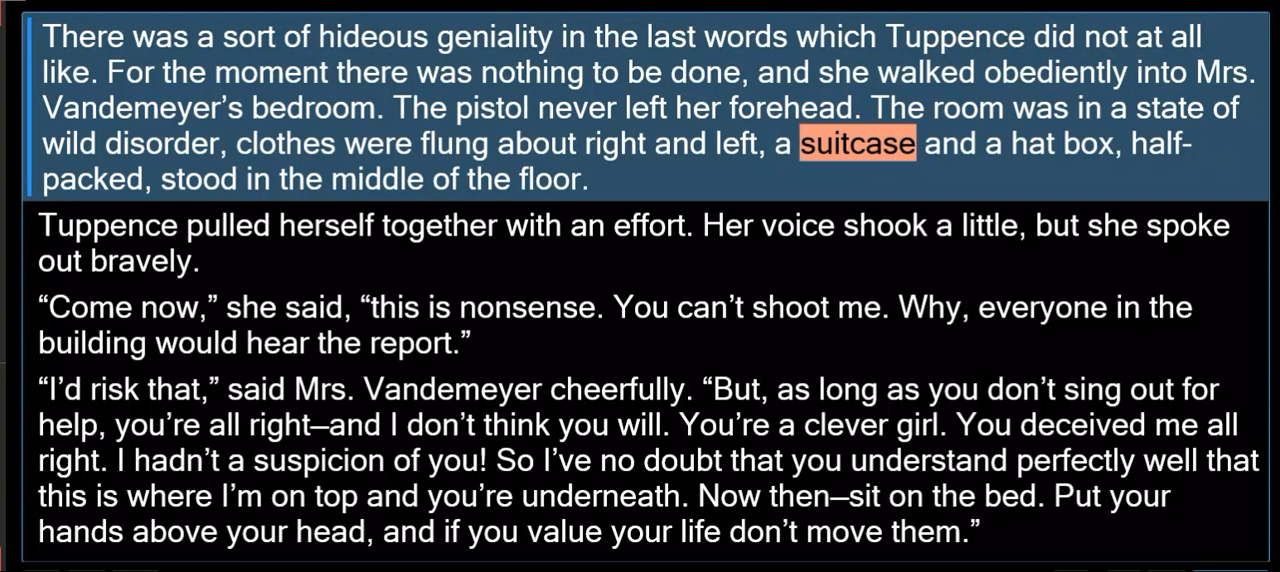 There was a sort of hideous geniality in the last words which Tuppence did not at all
like. For the moment there was nothing to be done, and she walked obediently into Mrs.
Vandemeyer’s bedroom. The pistol never left her forehead. The room was in a state of
wild disorder, clothes were flung about right and left, a suitcase and a hat box, half-
packed, stood in the middle of the floor.
Tuppence pulled herself together with an effort. Her voice shook a little, but she spoke
out bravely.
“Come now,” she said, “this is nonsense. You can’t shoot me. Why, everyone in the
building would hear the report.”
“I’d risk that,” said Mrs. Vandemeyer cheerfully. “But, as long as you don’t sing out for
help, you’re all right—and I don’t think you will. You’re a clever girl. You deceived me all
right. I hadn’t a suspicion of you! So I’ve no doubt that you understand perfectly well that
this is where I’m on top and you’re underneath. Now then—sit on the bed. Put your
hands above your head, and if you value your life don’t move them.”